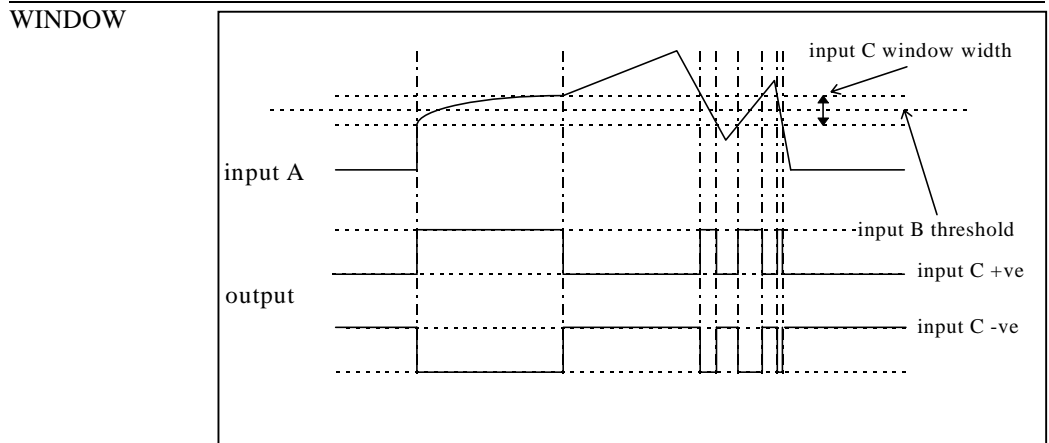 WINDOW
input C window width
input A
input B threshold
input C +ve
output
input C -ve